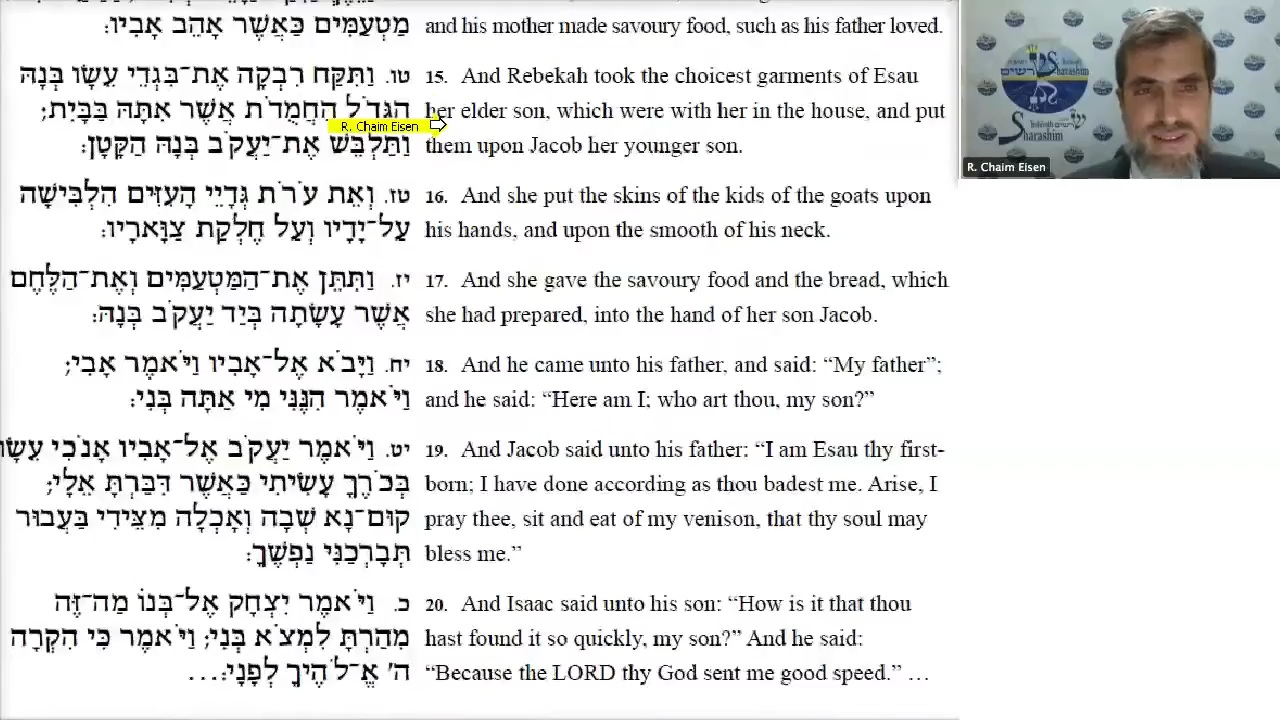 מַטְעַמִּים כַּאֲשֶׁר אָהֵב אָבִיו:
and his mother made savoury food, such as his father loved.
טו. וַתִּקַּח רִבְקָה אֶת־בִּגְדֵי עֵשָׂו בְּנָהּ
הַגָּדֹל הַחֲמֻדֹת אֲשֶׁר אִתָּהּ בַּבָּיִת;
וַתַּלְבֵּשׁ אֶת־יַעֲקֹב בְּנָהּ הַקָּטָן:
15. And Rebekah took the choicest garments of Esau
her elder son, which were with her in the house, and put
them upon Jacob her younger son.
R. Chaim Eisen
טז. וְאֵת עֹרֹת גְּדָיֵי הָעִזִּים הִלְבִּישָׁה
עַל־יָדָיו וְעַל חֶלְקַת צַוָּארָיו:
16. And she put the skins of the kids of the goats upon
his hands, and upon the smooth of his neck.
יז. וַתִּתֵּן אֶת־הַמַּטְעַמִּים וְאֶת־הַלֶּחֶם
אֲשֶׁר עָשָׂתָה בְּיַד יַעֲקֹב בְּנָהּ:
17. And she gave the savoury food and the bread, which
she had prepared, into the hand of her son Jacob.
יח. וַיָּבֹא אֶל־אָבִיו וַיֹּאמֶר אָבִי;
וַיֹּאמֶר הִנֶּנִּי מִי אַתָּה בְּנִי:
18. And he came unto his father, and said: “My father”;
and he said: “Here am I; who art thou, my son?”
יט. וַיֹּאמֶר יַעֲקֹב אֶל־אָבִיו אָנֹכִי עֵשָׂו
בְּכֹרֶךָ עָשִׂיתִי כַּאֲשֶׁר דִּבַּרְתָּ אֵלָי;
קוּם־נָא שְׁבָה וְאָכְלָה מִצֵּידִי בַּעֲבוּר
תְּבָרְכַנִּי נַפְשֶׁךָ:
19. And Jacob said unto his father: “I am Esau thy first-
born; I have done according as thou badest me. Arise, I
pray thee, sit and eat of my venison, that thy soul may
bless me.”
כ. וַיֹּאמֶר יִצְחָק אֶל־בְּנוֹ מַה־זֶּה
מִהַרְתָּ לִמְצֹא בְּנִי; וַיֹּאמֶר כִּי הִקְרָה
ה' אֱ־לֹהֶיךָ לְפָנָי:...
20. And Isaac said unto his son: “How is it that thou
hast found it so quickly, my son?” And he said:
“Because the LORD thy God sent me good speed.” …
שרשים
Yeshivath
Sharashim
R. Chaim Eisen